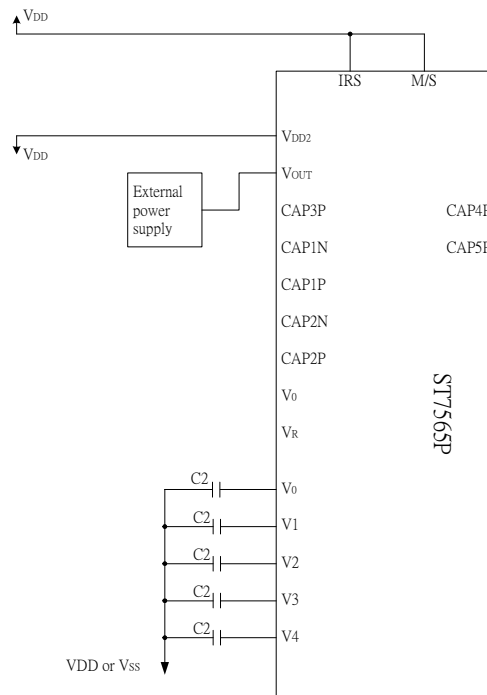 VDD
IRS M/S
VDD2
VDD
VOUT
External
power
supply
CAP3P CAP4P
CAP1N CAP5P
CAP1P
CAP2N
CAP2P
V0
VR
ST7565P
C2 V0
C2 V1
C2 V2
C2 V3
C2 V4
VDD or VSS